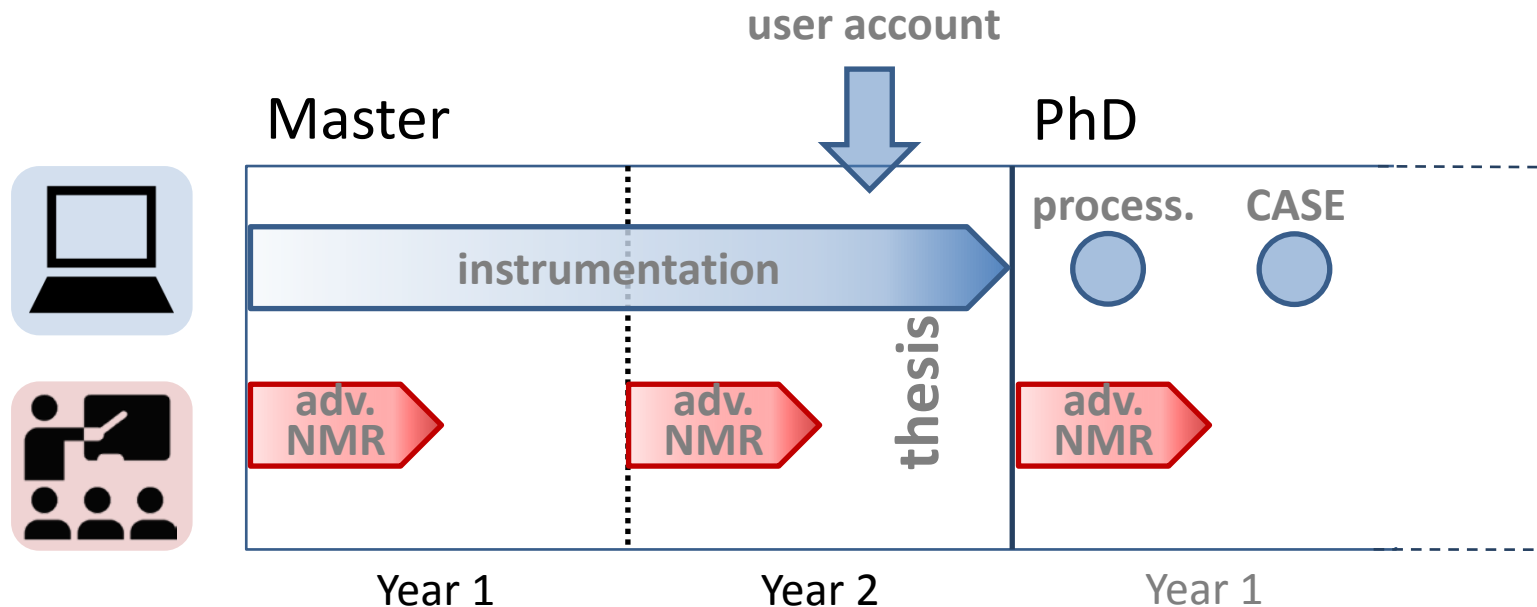 user account
Master
PhD
process.
CASE
instrumentation
thesis
adv.
NMR
adv.
NMR
adv.
NMR
Year 1
Year 2
Year 1